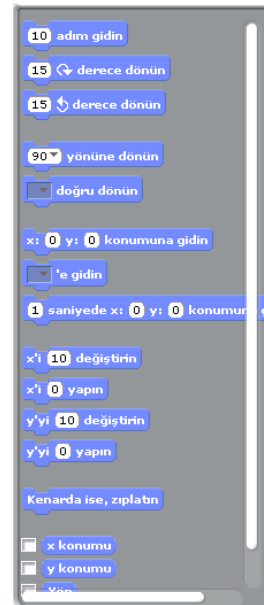 10 adım gidin
15 derece dönün
15 derece dönün
90 yönüne dönün
doğru dönün
x: 0 y: 0 konumuna gidin
'e gidin
1 saniyede x: 0 y: 0 konumun
x'i 10 değiştirin
x'i 0 yapın
y'yi 10 değiştirin
y'yi 0 yapın
Kenarda ise, zıplatın
x konumu
y konumu
Yön